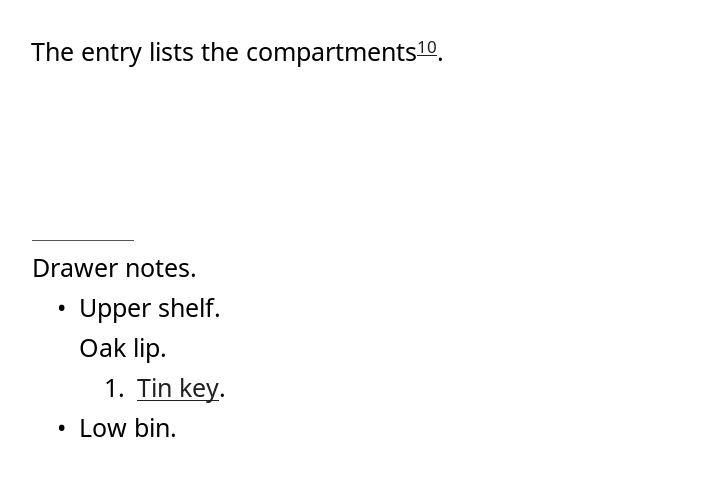 The entry lists the compartments10.
Drawer notes.
• Upper shelf.
Oak lip.
1. Tin key.
• Low bin.